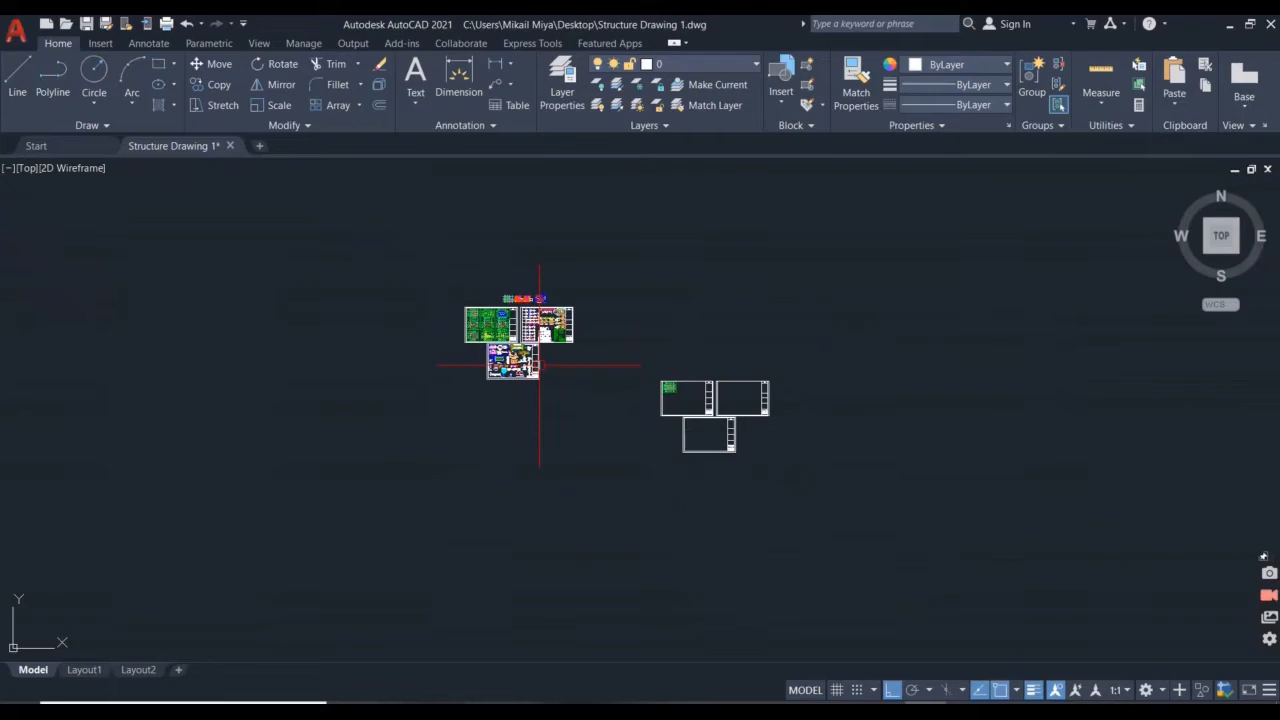 Autodesk AutoCAD 2021 C:\Users\Mikail Miya\Desktop\Structure Drawing 1.dwg
Type a keyword or phrase
Sign In
Home Insert Annotate Parametric View Manage Output Add-ins Collaborate Express Tools Featured Apps
Line
Polyline
Circle
Arc
Draw
Move Rotate Trim
Copy Mirror Fillet
Stretch Scale Array
Modify
Text
Dimension
Table
Annotation
Layer
Properties
0
Make Current
Match Layer
Layers
Insert
Block
Match
Properties
ByLayer
ByLayer
ByLayer
Properties
Group
Groups
Measure
Utilities
Paste
Clipboard
Base
View
Start Structure Drawing 1*
[−][Top][2D Wireframe]
N
W TOP E
S
WCS
Y
X
Model Layout1 Layout2
MODEL 1:1